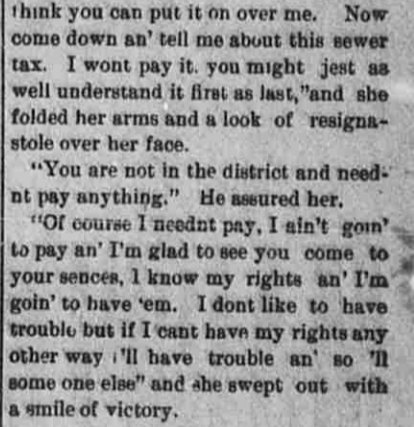 think you can put it on over me. Now
come down an' tell me about this sewer
tax. I wont pay it. you might jest as
well understand it first as last,"and she
folded her arms and a look of resigna-
stole over her face.
"You are not in the district and need-
nt pay anything." He assured her.
"Of course I neednt pay, I ain't goin'
to pay an' I'm glad to see you come to
your sences, I know my rights an' I'm
goin' to have 'em. I dont like to have
trouble but if I cant have my rights any
other way i'll have trouble an' so 'll
some one else" and she swept out with
a smile of victory.